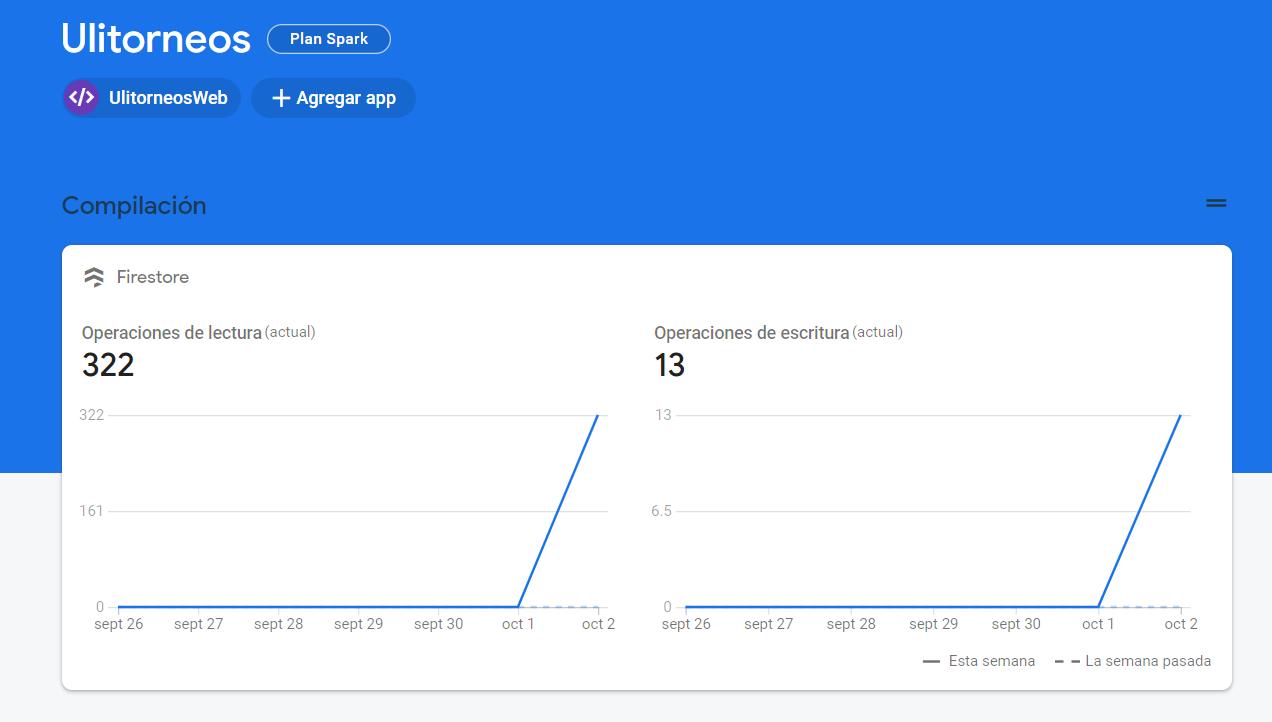 Ulitorneos Plan Spark
</> UlitorneosWeb + Agregar app
Compilación
Firestore
Operaciones de lectura (actual)
322
322
161
0
sept 26 sept 27 sept 28 sept 29 sept 30 oct 1 oct 2
Operaciones de escritura (actual)
13
13
6.5
0
sept 26 sept 27 sept 28 sept 29 sept 30 oct 1 oct 2
Esta semana La semana pasada